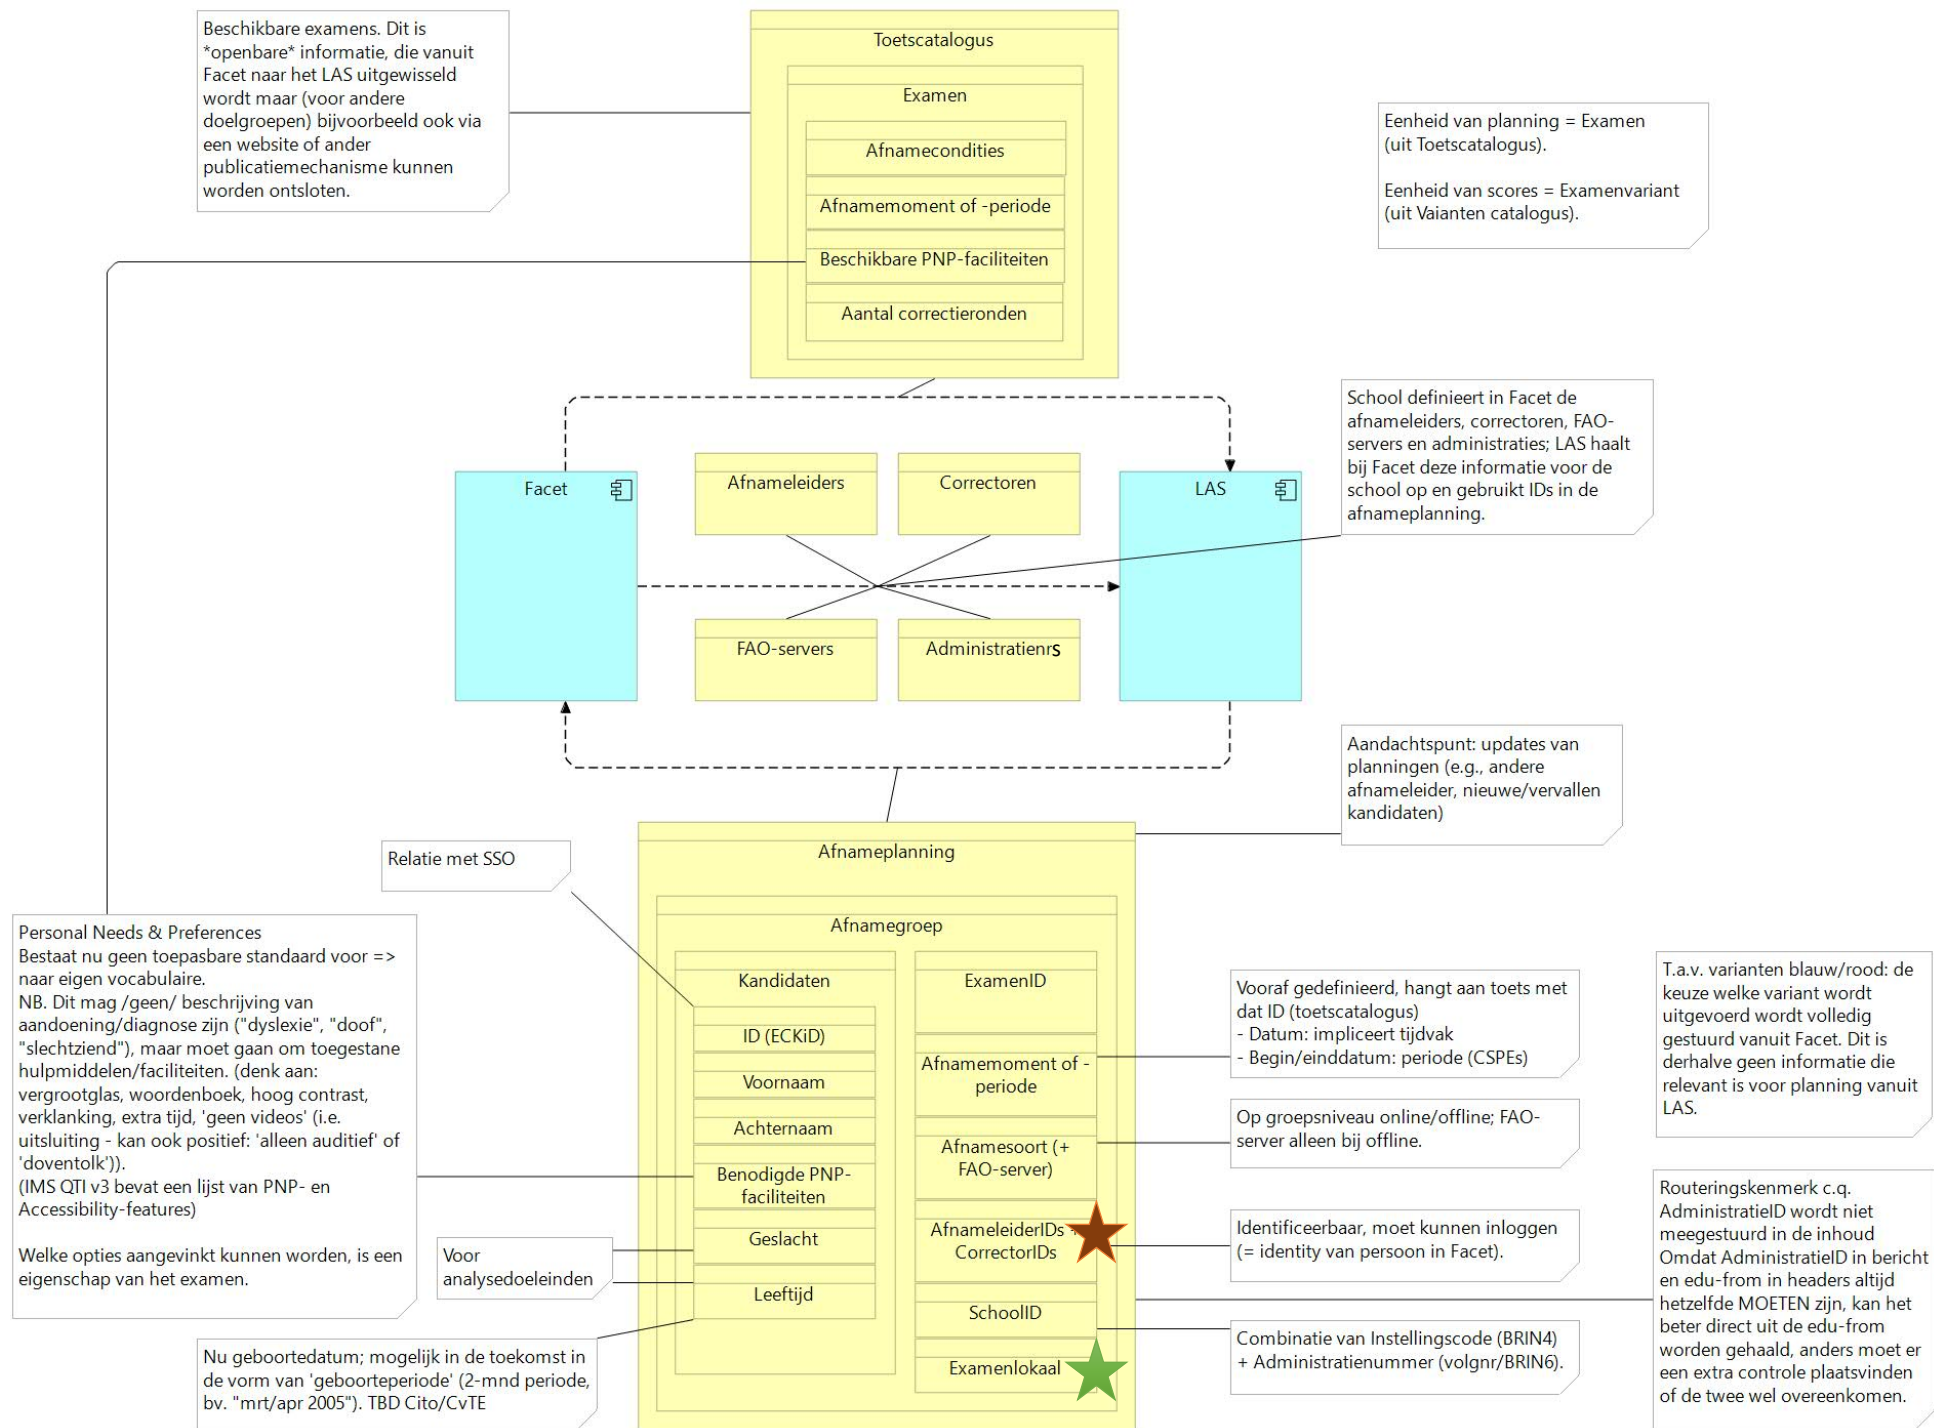 Beschikbare examens. Dit is
*openbare* informatie, die vanuit
Facet naar het LAS uitgewisseld
wordt maar (voor andere
doelgroepen) bijvoorbeeld ook via
een website of ander
publicatiemechanisme kunnen
worden ontsloten.
Toetscatalogus
Examen
Afnamecondities
Afnamemoment of -periode
Beschikbare PNP-faciliteiten
Aantal correctieronden
Eenheid van planning = Examen
(uit Toetscatalogus).
Eenheid van scores = Examenvariant
(uit Vaianten catalogus).
School definieert in Facet de
afnameleiders, correctoren, FAO-
servers en administraties; LAS haalt
bij Facet deze informatie voor de
school op en gebruikt IDs in de
afnameplanning.
Facet
Afnameleiders
Correctoren
LAS
FAO-servers
Administratienrs
Aandachtspunt: updates van
planningen (e.g., andere
afnameleider, nieuwe/vervallen
kandidaten)
Relatie met SSO
Afnameplanning
Afnamegroep
Kandidaten
ID (ECKiD)
Voornaam
Achternaam
Benodigde PNP-
faciliteiten
Geslacht
Leeftijd
ExamenID
Afnamemoment of -
periode
Afnamesoort (+
FAO-server)
AfnameleiderIDs +
CorrectorIDs
SchoolID
Examenlokaal
Personal Needs & Preferences
Bestaat nu geen toepasbare standaard voor =>
naar eigen vocabulaire.
NB. Dit mag /geen/ beschrijving van
aandoening/diagnose zijn ("dyslexie", "doof",
"slechtziend"), maar moet gaan om toegestane
hulpmiddelen/faciliteiten. (denk aan:
vergrootglas, woordenboek, hoog contrast,
verklanking, extra tijd, 'geen videos' (i.e.
uitsluiting - kan ook positief: 'alleen auditief' of
'doventolk')).
(IMS QTI v3 bevat een lijst van PNP- en
Accessibility-features)
Welke opties aangevinkt kunnen worden, is een
eigenschap van het examen.
Voor
analysedoeleinden
Nu geboortedatum; mogelijk in de toekomst in
de vorm van 'geboorteperiode' (2-mnd periode,
bv. "mrt/apr 2005"). TBD Cito/CvTE
Vooraf gedefinieerd, hangt aan toets met
dat ID (toetscatalogus)
- Datum: impliceert tijdvak
- Begin/einddatum: periode (CSPEs)
Op groepsniveau online/offline; FAO-
server alleen bij offline.
Identificeerbaar, moet kunnen inloggen
(= identity van persoon in Facet).
Combinatie van Instellingscode (BRIN4)
+ Administratienummer (volgnr/BRIN6).
T.a.v. varianten blauw/rood: de
keuze welke variant wordt
uitgevoerd wordt volledig
gestuurd vanuit Facet. Dit is
derhalve geen informatie die
relevant is voor planning vanuit
LAS.
Routeringskenmerk c.q.
AdministratieID wordt niet
meegestuurd in de inhoud
Omdat AdministratieID in bericht
en edu-from in headers altijd
hetzelfde MOETEN zijn, kan het
beter direct uit de edu-from
worden gehaald, anders moet er
een extra controle plaatsvinden
of de twee wel overeenkomen.